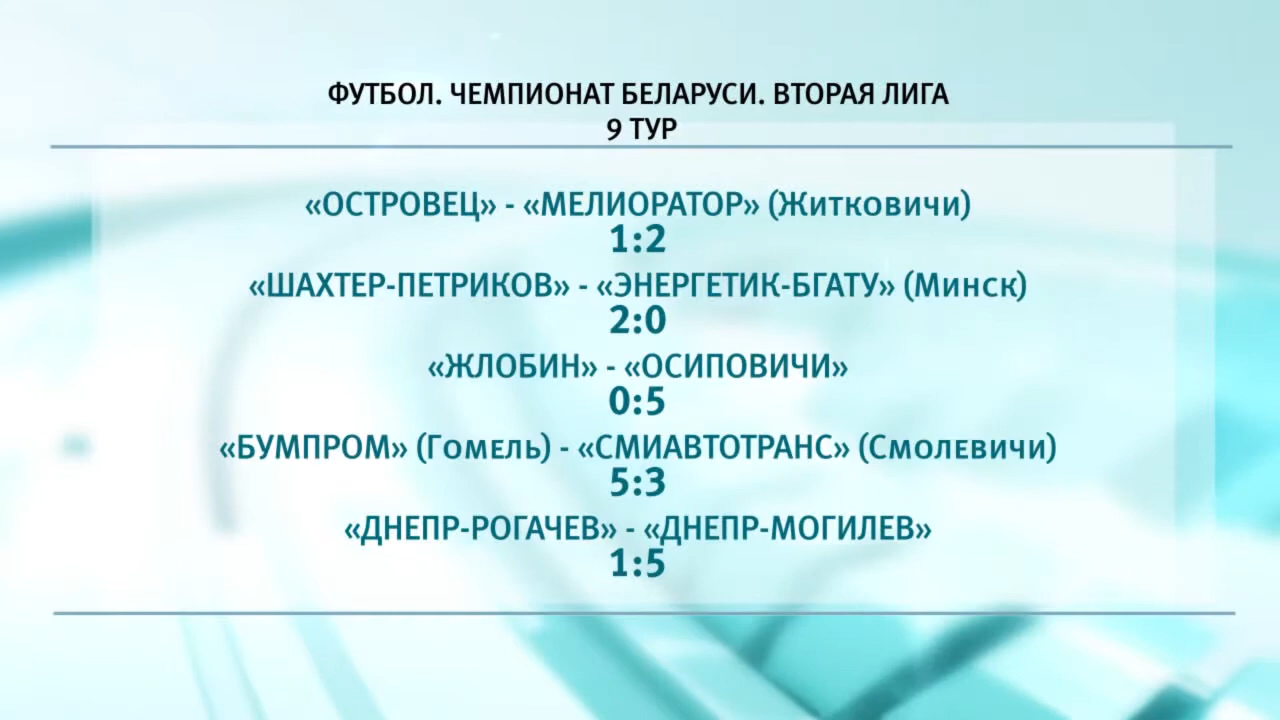 ФУТБОЛ. ЧЕМПИОНАТ БЕЛАРУСИ. ВТОРАЯ ЛИГА
9 ТУР
«ОСТРОВЕЦ» - «МЕЛИОРАТОР» (Житковичи)
1:2
«ШАХТЕР-ПЕТРИКОВ» - «ЭНЕРГЕТИК-БГАТУ» (Минск)
2:0
«ЖЛОБИН» - «ОСИПОВИЧИ»
0:5
«БУМПРОМ» (Гомель) - «СМИАВТОТРАНС» (Смолевичи)
5:3
«ДНЕПР-РОГАЧЕВ» - «ДНЕПР-МОГИЛЕВ»
1:5